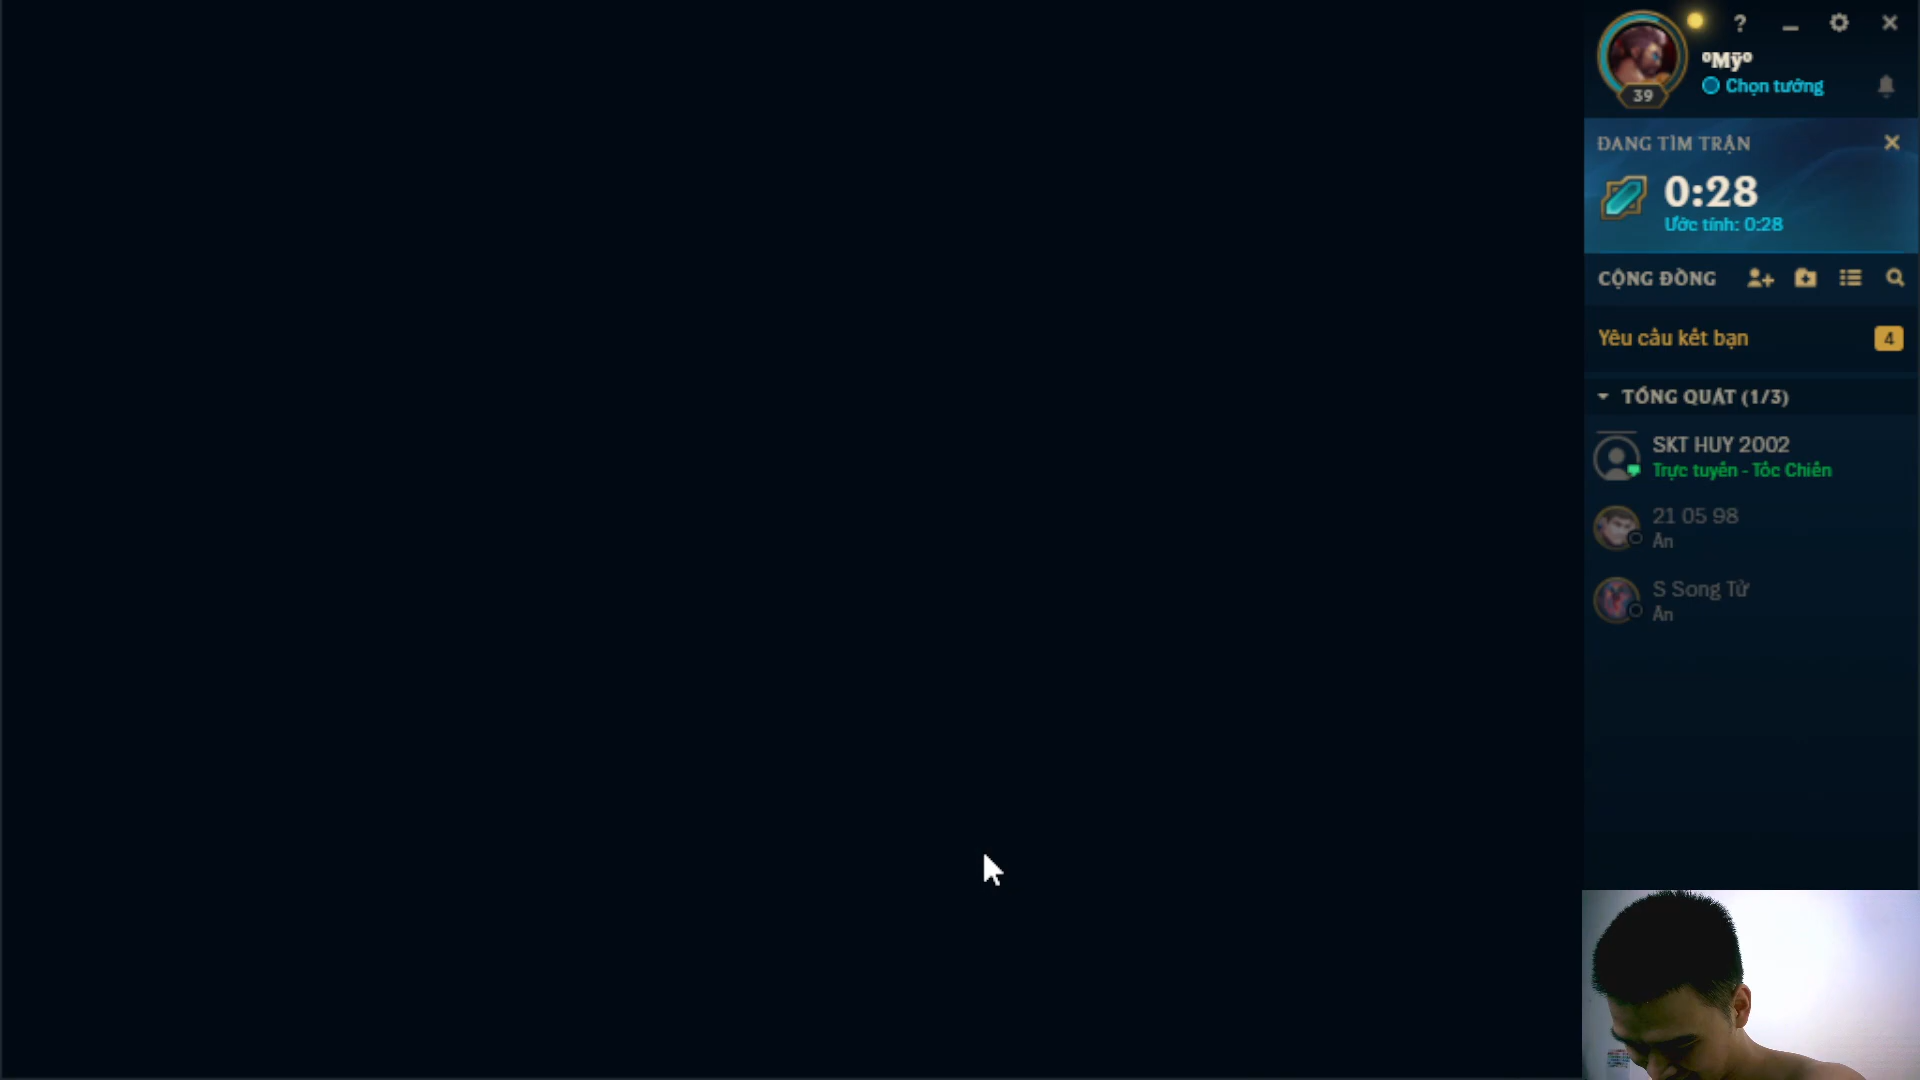 ?
ºMỹº
39
Chọn tướng
ĐANG TÌM TRẬN
0:28
Ước tính: 0:28
CỘNG ĐỒNG
Yêu cầu kết bạn
4
TỔNG QUÁT (1/3)
SKT HUY 2002
Trực tuyến - Tốc Chiến
21 05 98
Ẩn
S Song Tử
Ẩn